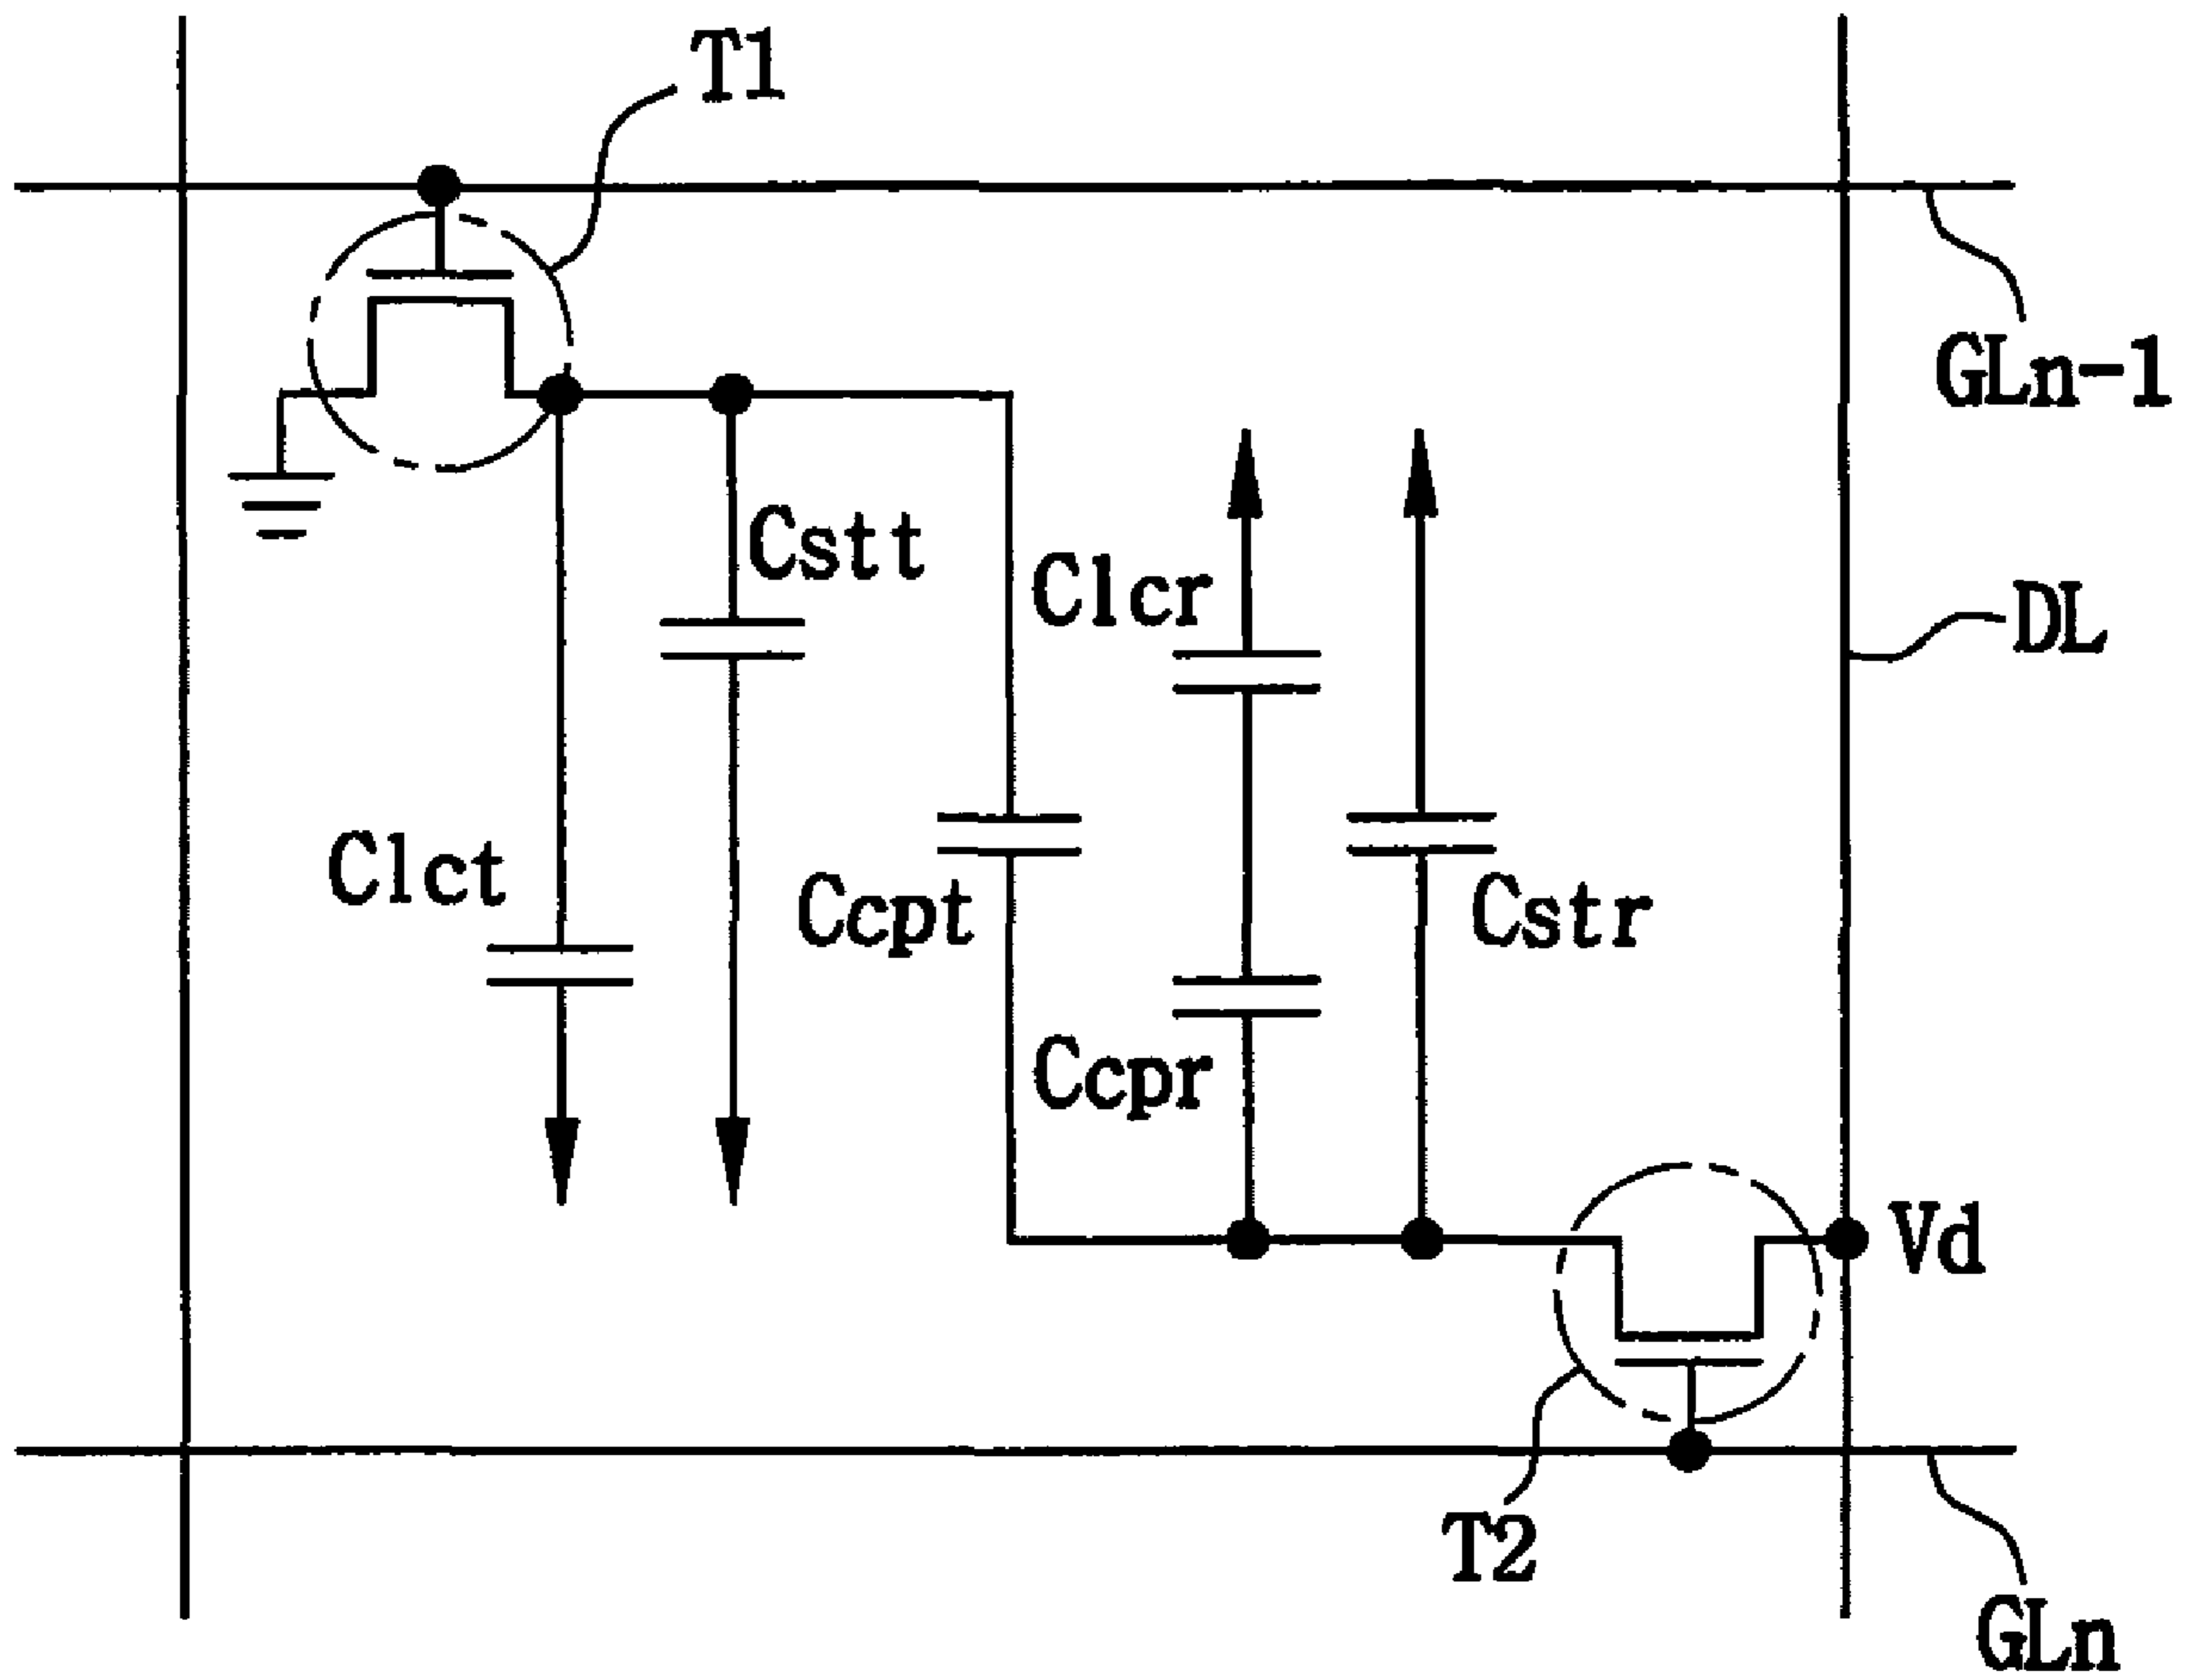 T1
GLn-1
Cstt
Clcr
DL
Clct
Ccpt
Cstr
Ccpr
Vd
T2
GLn